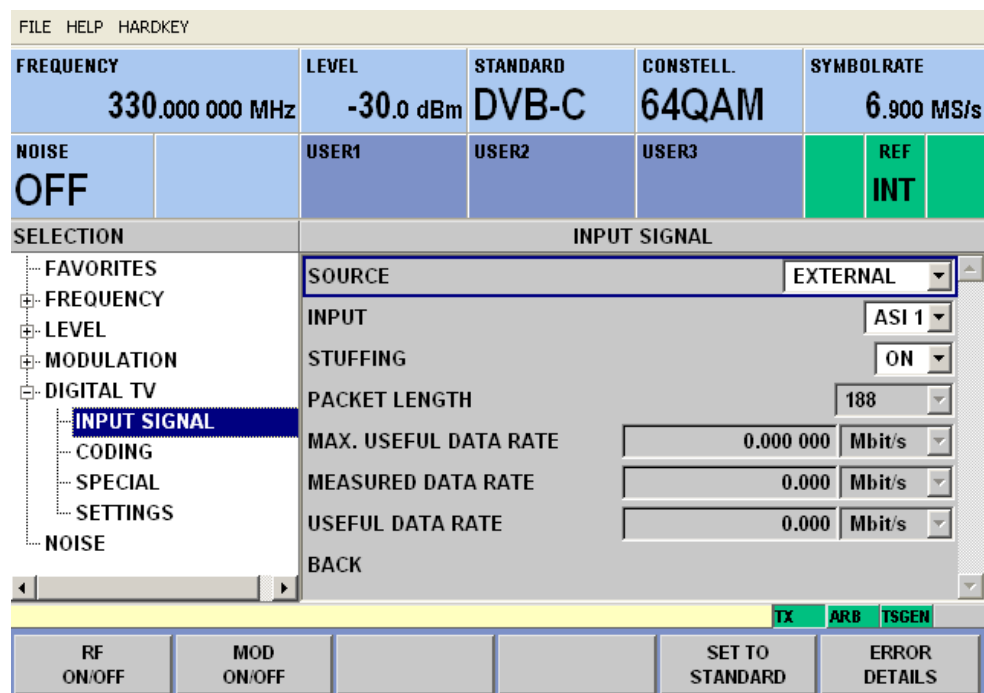 FILE HELP HARDKEY
FREQUENCY
330.000 000 MHz
LEVEL
-30.0 dBm
STANDARD
DVB-C
CONSTELL.
64QAM
SYMBOLRATE
6.900 MS/s
NOISE
OFF
USER1
USER2
USER3
REF
INT
SELECTION
FAVORITES
FREQUENCY
LEVEL
MODULATION
DIGITAL TV
INPUT SIGNAL
CODING
SPECIAL
SETTINGS
NOISE
INPUT SIGNAL
SOURCE EXTERNAL
INPUT ASI 1
STUFFING ON
PACKET LENGTH 188
MAX. USEFUL DATA RATE 0.000 000 Mbit/s
MEASURED DATA RATE 0.000 Mbit/s
USEFUL DATA RATE 0.000 Mbit/s
BACK
TX ARB TSGEN
RF
ON/OFF
MOD
ON/OFF
SET TO
STANDARD
ERROR
DETAILS